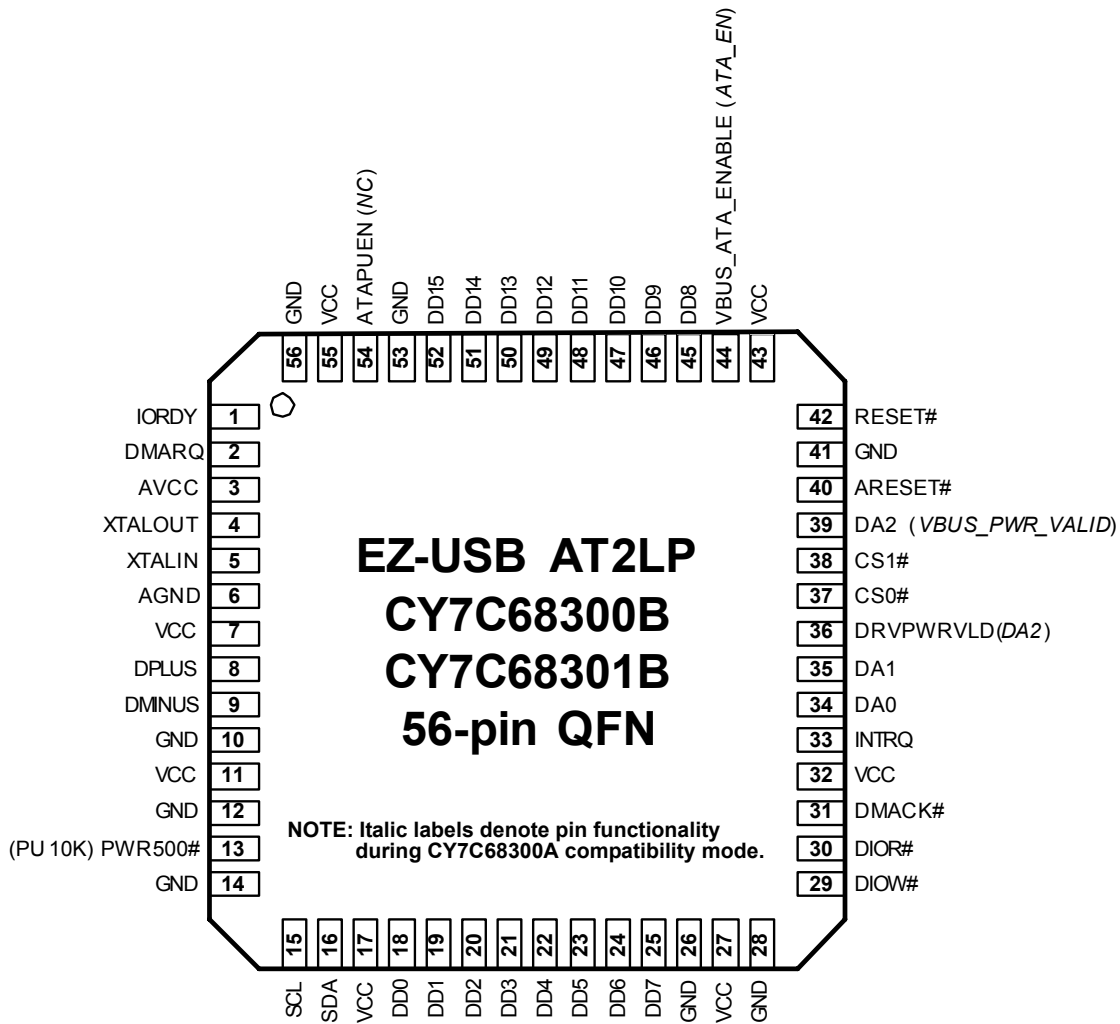 GND
VCC
ATAPUEN (NC)
GND
DD15
DD14
DD13
DD12
DD11
DD10
DD9
DD8
VBUS_ATA_ENABLE (ATA_EN)
VCC
56
55
54
53
52
51
50
49
48
47
46
45
44
43
IORDY 1
DMARQ 2
AVCC 3
XTALOUT 4
XTALIN 5
AGND 6
VCC 7
DPLUS 8
DMINUS 9
GND 10
VCC 11
GND 12
(PU 10K) PWR500# 13
GND 14
EZ-USB AT2LP
CY7C68300B
CY7C68301B
56-pin QFN
NOTE: Italic labels denote pin functionality
during CY7C68300A compatibility mode.
42 RESET#
41 GND
40 ARESET#
39 DA2 (VBUS_PWR_VALID)
38 CS1#
37 CS0#
36 DRVPWRVLD(DA2)
35 DA1
34 DA0
33 INTRQ
32 VCC
31 DMACK#
30 DIOR#
29 DIOW#
15
16
17
18
19
20
21
22
23
24
25
26
27
28
SCL
SDA
VCC
DD0
DD1
DD2
DD3
DD4
DD5
DD6
DD7
GND
VCC
GND